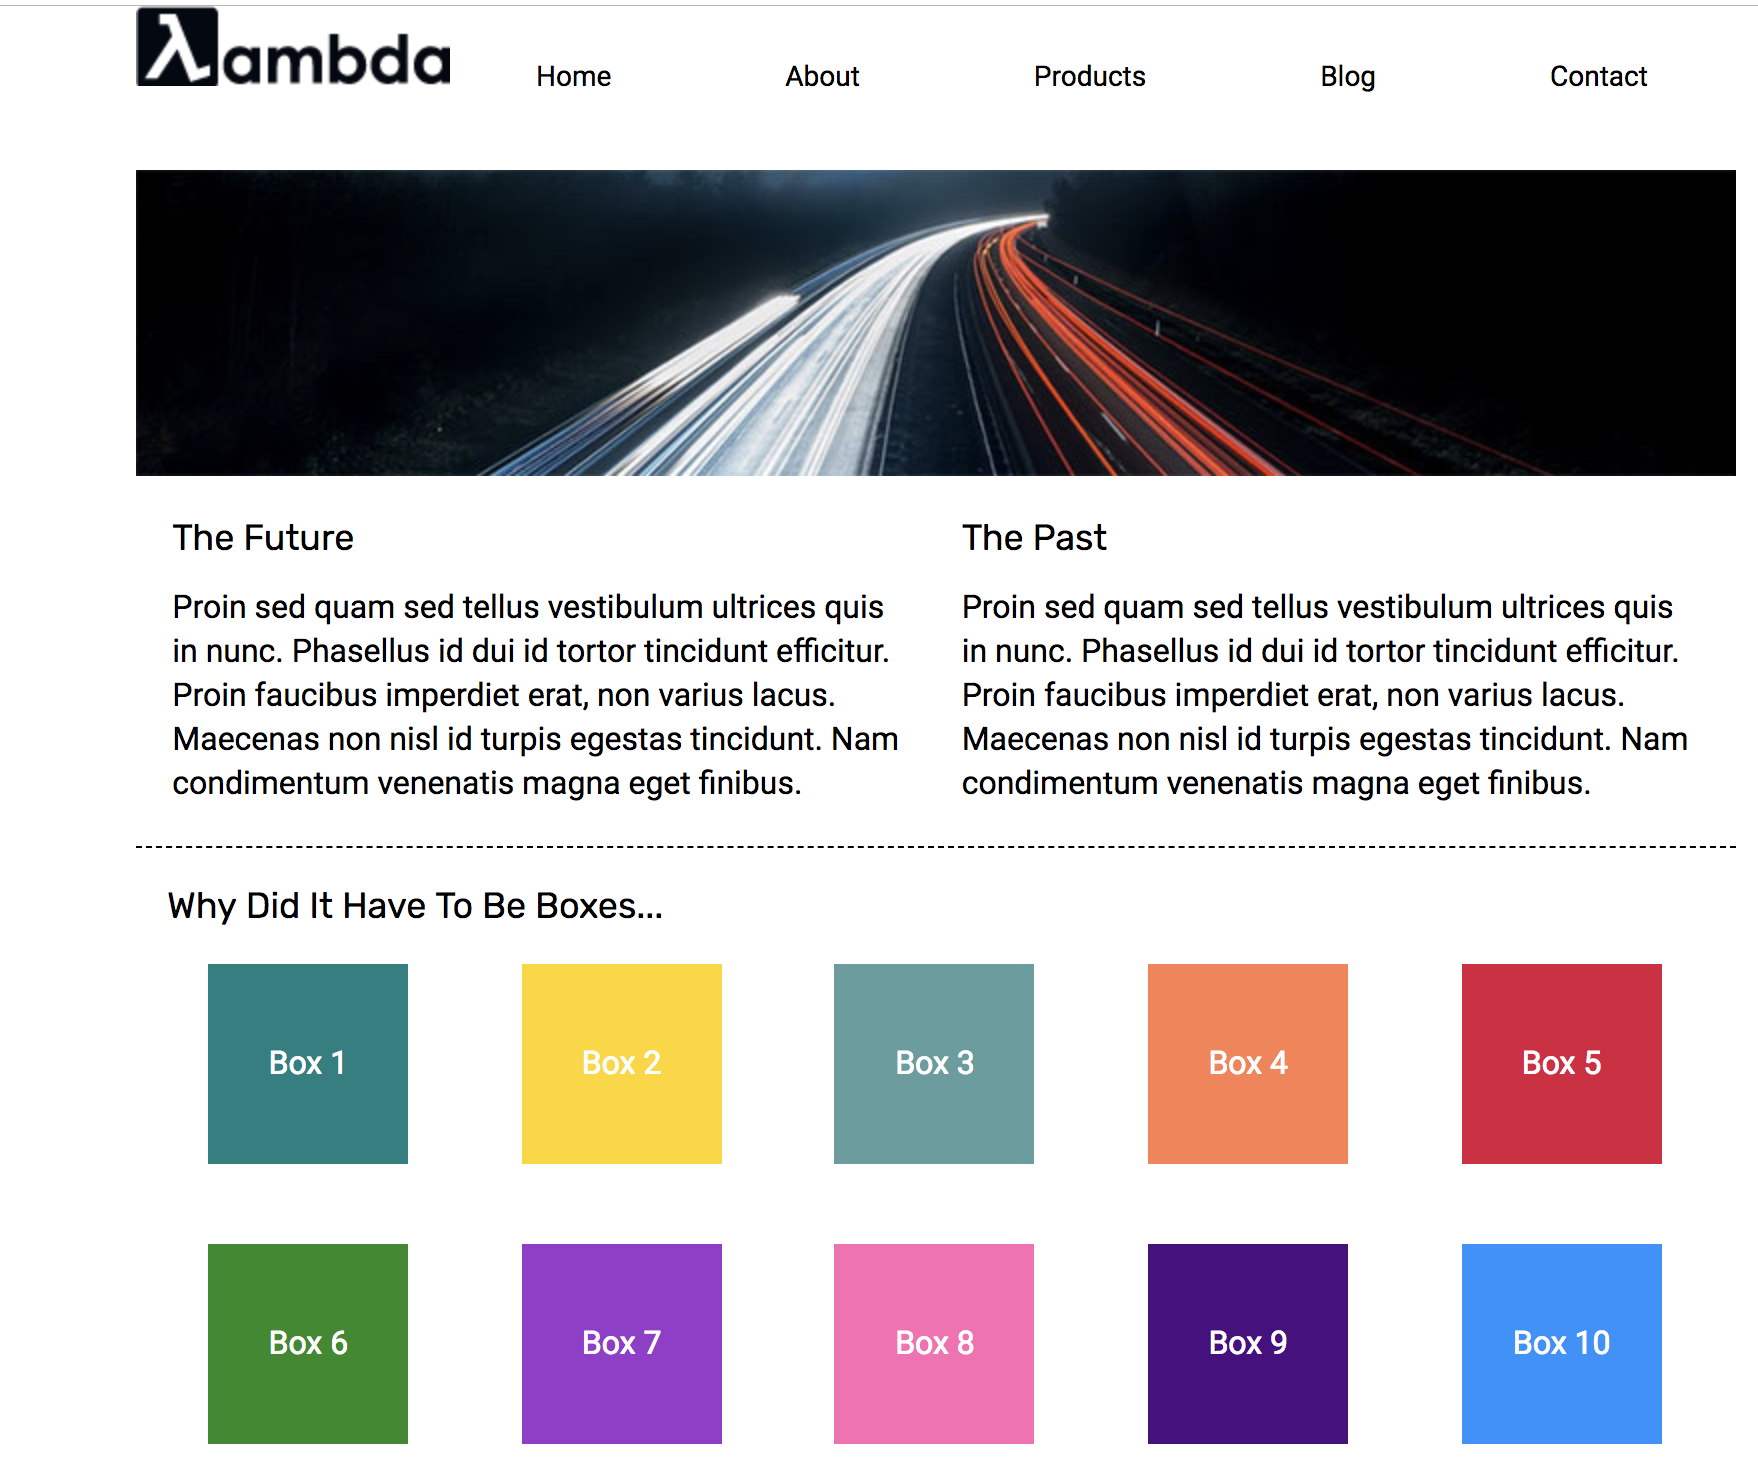 λambda
Home About Products Blog Contact
The Future
Proin sed quam sed tellus vestibulum ultrices quis
in nunc. Phasellus id dui id tortor tincidunt efficitur.
Proin faucibus imperdiet erat, non varius lacus.
Maecenas non nisl id turpis egestas tincidunt. Nam
condimentum venenatis magna eget finibus.
The Past
Proin sed quam sed tellus vestibulum ultrices quis
in nunc. Phasellus id dui id tortor tincidunt efficitur.
Proin faucibus imperdiet erat, non varius lacus.
Maecenas non nisl id turpis egestas tincidunt. Nam
condimentum venenatis magna eget finibus.
Why Did It Have To Be Boxes...
Box 1 Box 2 Box 3 Box 4 Box 5
Box 6 Box 7 Box 8 Box 9 Box 10